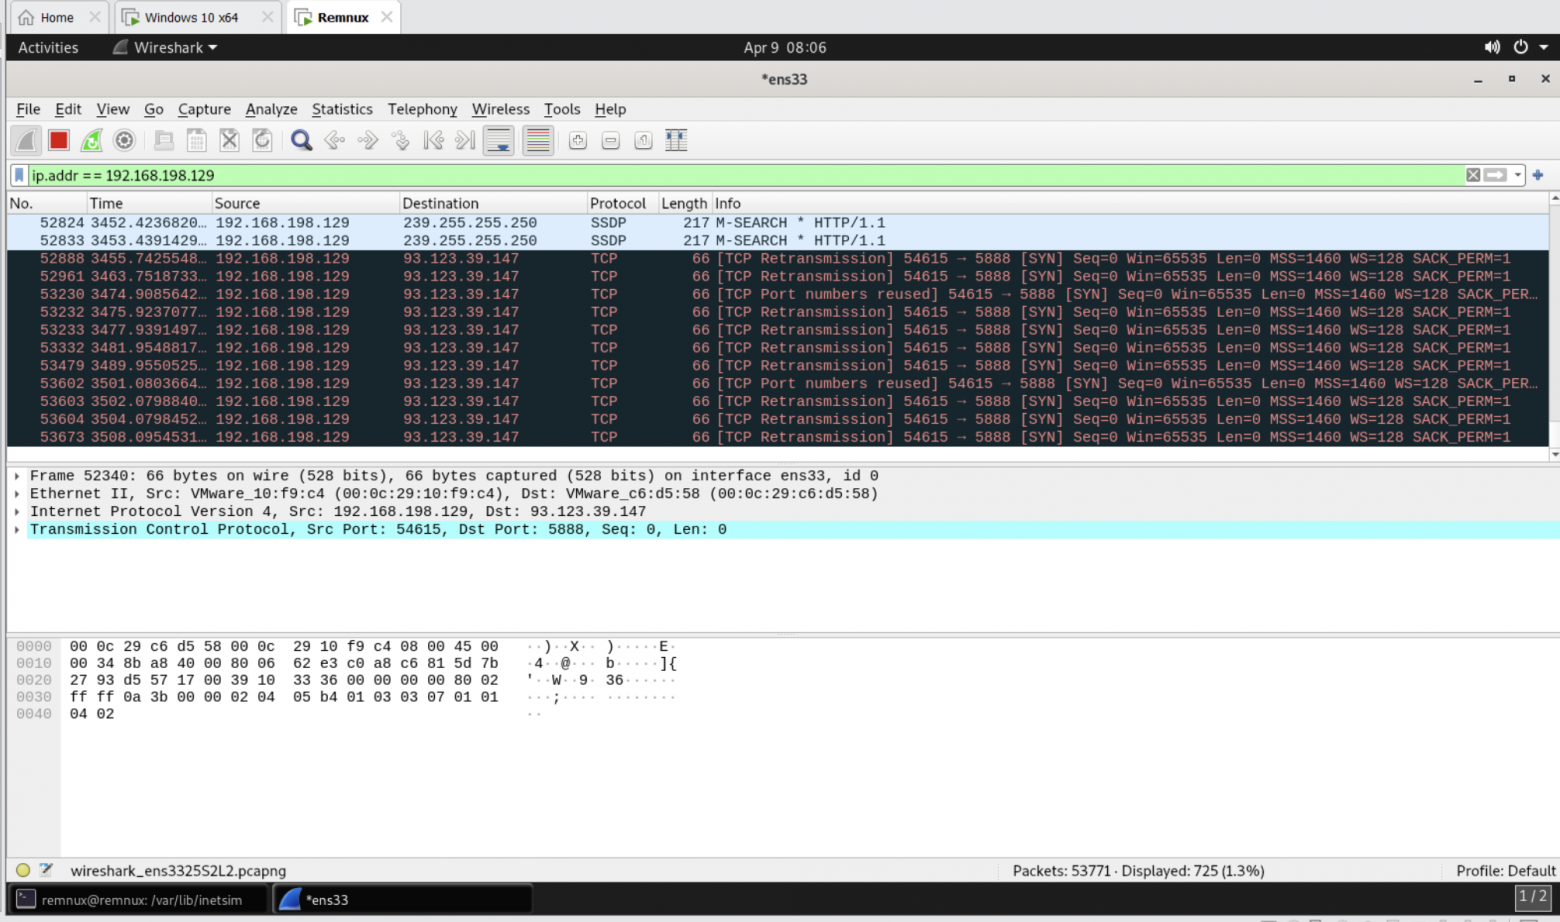 Home Windows 10 x64 Remnux
Activities Wireshark Apr 9 08:06
*ens33
File Edit View Go Capture Analyze Statistics Telephony Wireless Tools Help
ip.addr == 192.168.198.129
No. Time Source Destination Protocol Length Info
52824 3452.4236820… 192.168.198.129 239.255.255.250 SSDP 217 M-SEARCH * HTTP/1.1
52833 3453.4391429… 192.168.198.129 239.255.255.250 SSDP 217 M-SEARCH * HTTP/1.1
52888 3455.7425548… 192.168.198.129 93.123.39.147 TCP 66 [TCP Retransmission] 54615 → 5888 [SYN] Seq=0 Win=65535 Len=0 MSS=1460 WS=128 SACK_PERM=1
52961 3463.7518733… 192.168.198.129 93.123.39.147 TCP 66 [TCP Retransmission] 54615 → 5888 [SYN] Seq=0 Win=65535 Len=0 MSS=1460 WS=128 SACK_PERM=1
53230 3474.9085642… 192.168.198.129 93.123.39.147 TCP 66 [TCP Port numbers reused] 54615 → 5888 [SYN] Seq=0 Win=65535 Len=0 MSS=1460 WS=128 SACK_PER…
53232 3475.9237077… 192.168.198.129 93.123.39.147 TCP 66 [TCP Retransmission] 54615 → 5888 [SYN] Seq=0 Win=65535 Len=0 MSS=1460 WS=128 SACK_PERM=1
53233 3477.9391497… 192.168.198.129 93.123.39.147 TCP 66 [TCP Retransmission] 54615 → 5888 [SYN] Seq=0 Win=65535 Len=0 MSS=1460 WS=128 SACK_PERM=1
53332 3481.9548817… 192.168.198.129 93.123.39.147 TCP 66 [TCP Retransmission] 54615 → 5888 [SYN] Seq=0 Win=65535 Len=0 MSS=1460 WS=128 SACK_PERM=1
53479 3489.9550525… 192.168.198.129 93.123.39.147 TCP 66 [TCP Retransmission] 54615 → 5888 [SYN] Seq=0 Win=65535 Len=0 MSS=1460 WS=128 SACK_PERM=1
53602 3501.0803664… 192.168.198.129 93.123.39.147 TCP 66 [TCP Port numbers reused] 54615 → 5888 [SYN] Seq=0 Win=65535 Len=0 MSS=1460 WS=128 SACK_PER…
53603 3502.0798840… 192.168.198.129 93.123.39.147 TCP 66 [TCP Retransmission] 54615 → 5888 [SYN] Seq=0 Win=65535 Len=0 MSS=1460 WS=128 SACK_PERM=1
53604 3504.0798452… 192.168.198.129 93.123.39.147 TCP 66 [TCP Retransmission] 54615 → 5888 [SYN] Seq=0 Win=65535 Len=0 MSS=1460 WS=128 SACK_PERM=1
53673 3508.0954531… 192.168.198.129 93.123.39.147 TCP 66 [TCP Retransmission] 54615 → 5888 [SYN] Seq=0 Win=65535 Len=0 MSS=1460 WS=128 SACK_PERM=1
Frame 52340: 66 bytes on wire (528 bits), 66 bytes captured (528 bits) on interface ens33, id 0
Ethernet II, Src: VMware_10:f9:c4 (00:0c:29:10:f9:c4), Dst: VMware_c6:d5:58 (00:0c:29:c6:d5:58)
Internet Protocol Version 4, Src: 192.168.198.129, Dst: 93.123.39.147
Transmission Control Protocol, Src Port: 54615, Dst Port: 5888, Seq: 0, Len: 0
0000 00 0c 29 c6 d5 58 00 0c 29 10 f9 c4 08 00 45 00 ··)··X·· )·····E·
0010 00 34 8b a8 40 00 80 06 62 e3 c0 a8 c6 81 5d 7b ·4··@··· b·····]{
0020 27 93 d5 57 17 00 39 10 33 36 00 00 00 00 80 02 '··W··9· 36······
0030 ff ff 0a 3b 00 00 02 04 05 b4 01 03 03 07 01 01 ···;···· ········
0040 04 02 ··
wireshark_ens3325S2L2.pcapng Packets: 53771 · Displayed: 725 (1.3%) Profile: Default
remnux@remnux: /var/lib/inetsim *ens33 1 / 2